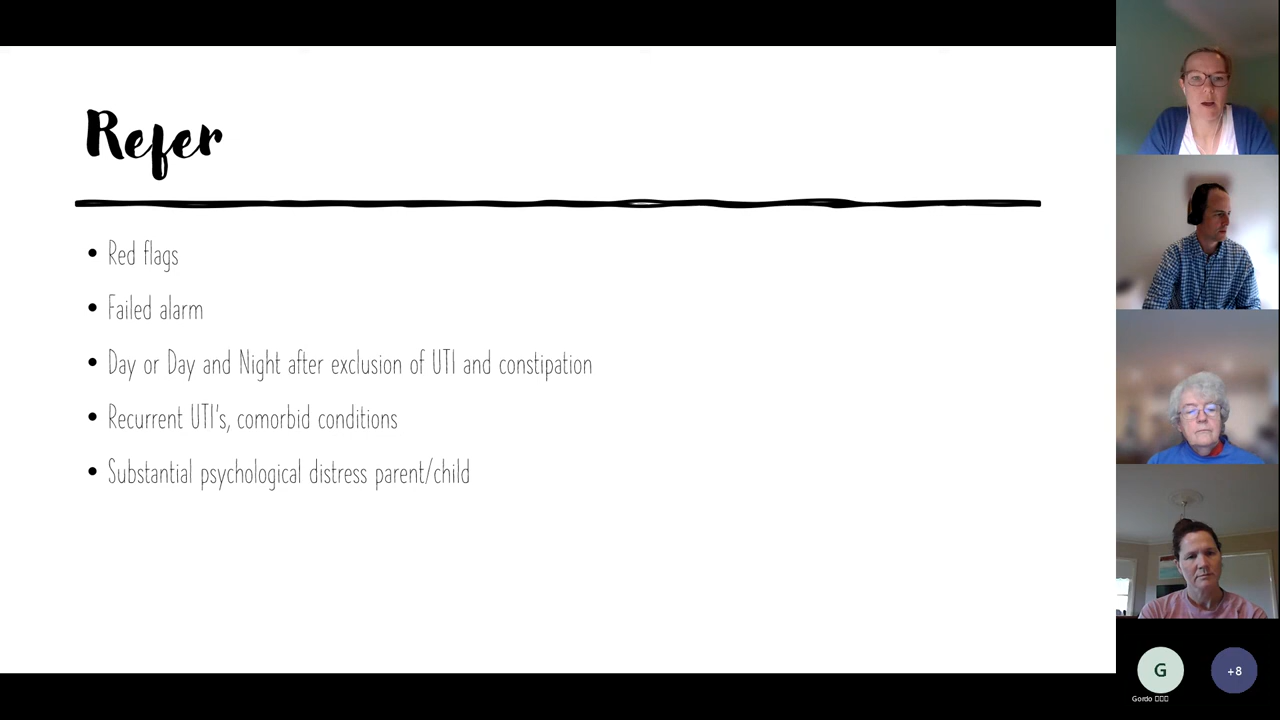 Refer
• Red flags
• Failed alarm
• Day or Day and Night after exclusion of UTI and constipation
• Recurrent UTI's, comorbid conditions
• Substantial psychological distress parent/child
G
+8
Gordo